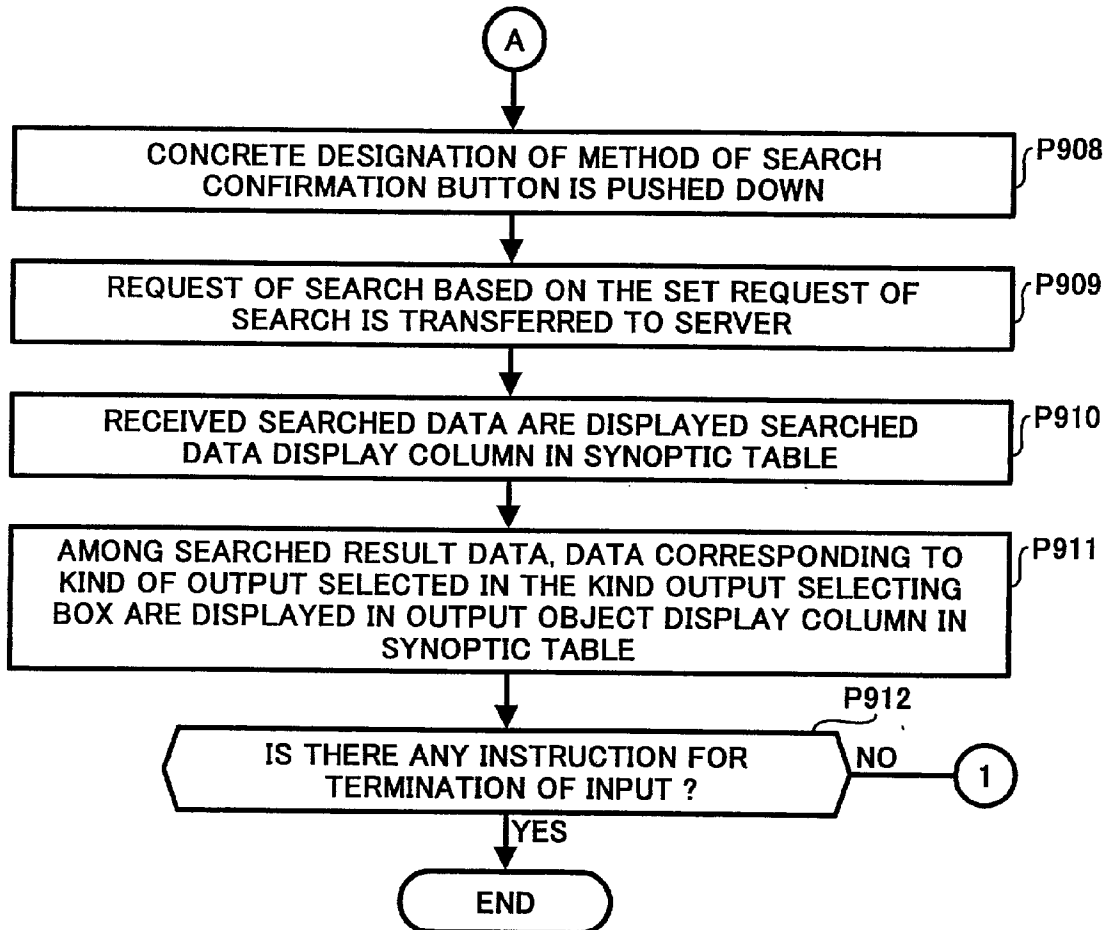 A
CONCRETE DESIGNATION OF METHOD OF SEARCH
CONFIRMATION BUTTON IS PUSHED DOWN
P908
REQUEST OF SEARCH BASED ON THE SET REQUEST OF
SEARCH IS TRANSFERRED TO SERVER
P909
RECEIVED SEARCHED DATA ARE DISPLAYED SEARCHED
DATA DISPLAY COLUMN IN SYNOPTIC TABLE
P910
AMONG SEARCHED RESULT DATA, DATA CORRESPONDING TO
KIND OF OUTPUT SELECTED IN THE KIND OUTPUT SELECTING
BOX ARE DISPLAYED IN OUTPUT OBJECT DISPLAY COLUMN IN
SYNOPTIC TABLE
P911
P912
IS THERE ANY INSTRUCTION FOR
TERMINATION OF INPUT ?
NO
1
YES
END